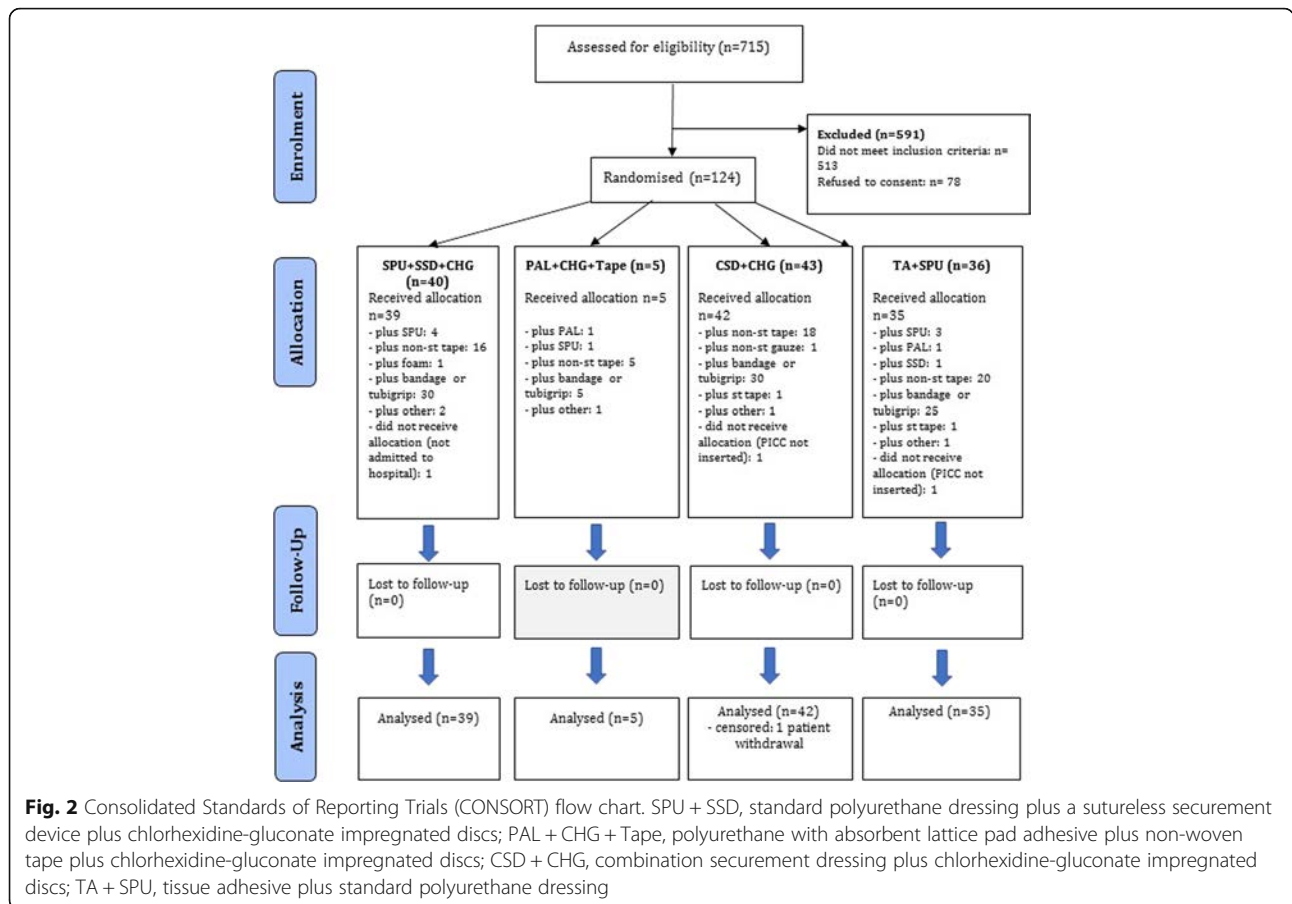 Assessed for eligibility (n=715)
Enrolment
Excluded (n=591)
Did not meet inclusion criteria: n=
513
Refused to consent: n= 78
Randomised (n=124)
Allocation
SPU+SSD+CHG
(n=40)
Received allocation
n=39
- plus SPU: 4
- plus non-st tape: 16
- plus foam: 1
- plus bandage or
tubigrip: 30
- plus other: 2
- did not receive
allocation (not
admitted to
hospital): 1
PAL+CHG+Tape (n=5)
Received allocation n=5
- plus PAL: 1
- plus SPU: 1
- plus non-st tape: 5
- plus bandage or
tubigrip: 5
- plus other: 1
CSD+CHG (n=43)
Received allocation
n=42
- plus non-st tape: 18
- plus non-st gauze: 1
- plus bandage or
tubigrip: 30
- plus st tape: 1
- plus other: 1
- did not receive
allocation (PICC not
inserted): 1
TA+SPU (n=36)
Received allocation
n=35
- plus SPU: 3
- plus PAL: 1
- plus SSD: 1
- plus non-st tape: 20
- plus bandage or
tubigrip: 25
- plus st tape: 1
- plus other: 1
- did not receive
allocation (PICC not
inserted): 1
Follow-Up
Lost to follow-up
(n=0)
Lost to follow-up (n=0)
Lost to follow-up (n=0)
Lost to follow-up
(n=0)
Analysis
Analysed (n=39)
Analysed (n=5)
Analysed (n=42)
- censored: 1 patient
withdrawal
Analysed (n=35)
Fig. 2 Consolidated Standards of Reporting Trials (CONSORT) flow chart. SPU + SSD, standard polyurethane dressing plus a sutureless securement
device plus chlorhexidine-gluconate impregnated discs; PAL + CHG + Tape, polyurethane with absorbent lattice pad adhesive plus non-woven
tape plus chlorhexidine-gluconate impregnated discs; CSD + CHG, combination securement dressing plus chlorhexidine-gluconate impregnated
discs; TA + SPU, tissue adhesive plus standard polyurethane dressing